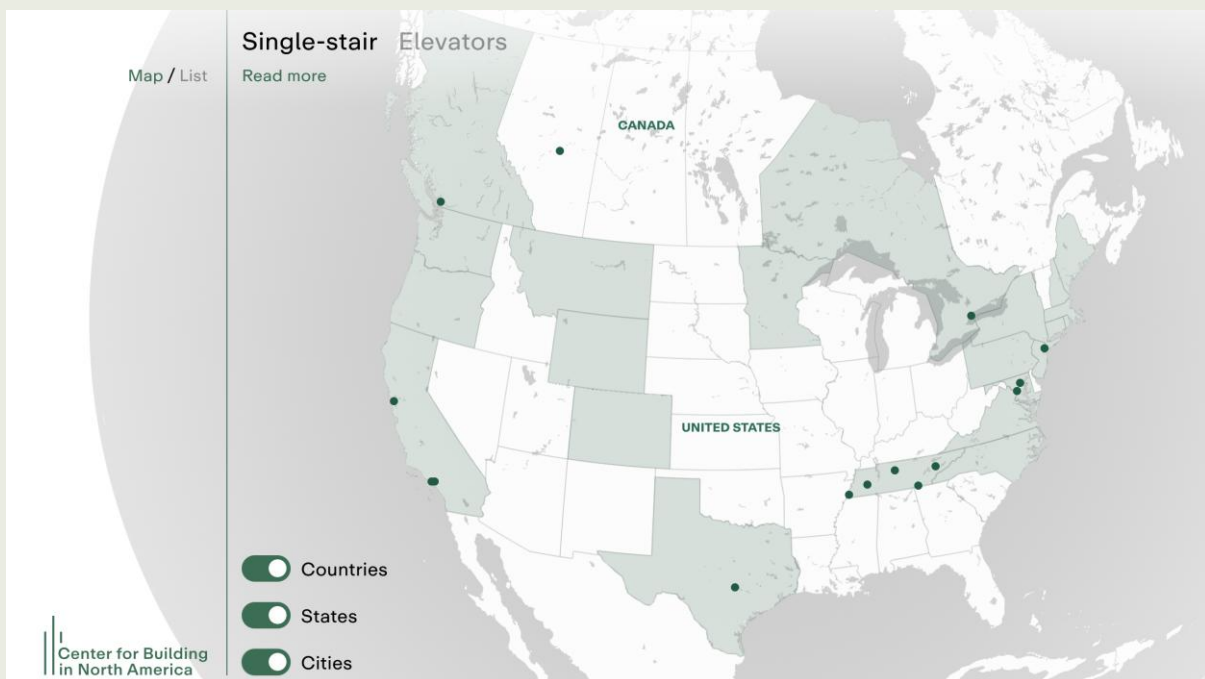 Single-stair Elevators
Map / List
Read more
CANADA
UNITED STATES
Countries
States
Cities
Center for Building
in North America